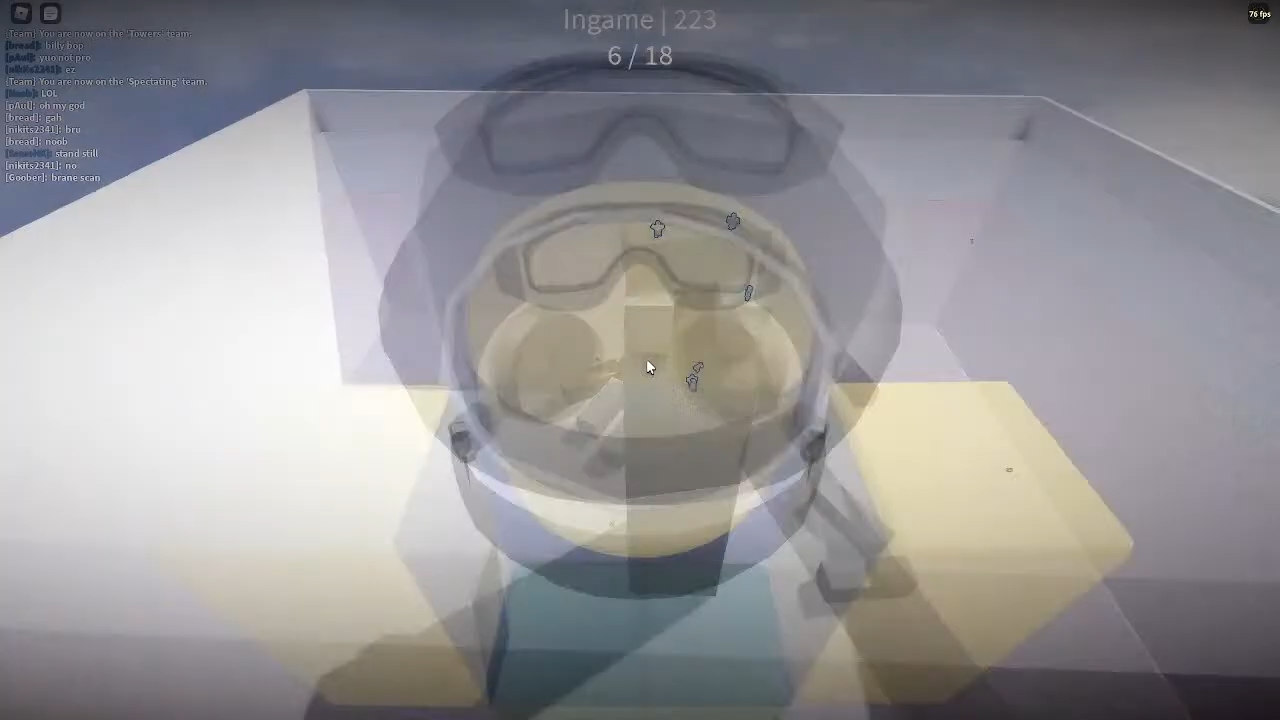 Ingame | 223
6 / 18
76 fps
[Team] You are now on the 'Towers' team.
[bread]: billy bop
[pAul]: yuo not pro
[nikits2341]: ez
[Team] You are now on the 'Spectating' team.
[Noob]: LOL
[pAul]: oh my god
[bread]: gah
[nikits2341]: bru
[bread]: noob
stand still
[nikits2341]: no
[Goober]: brane scan